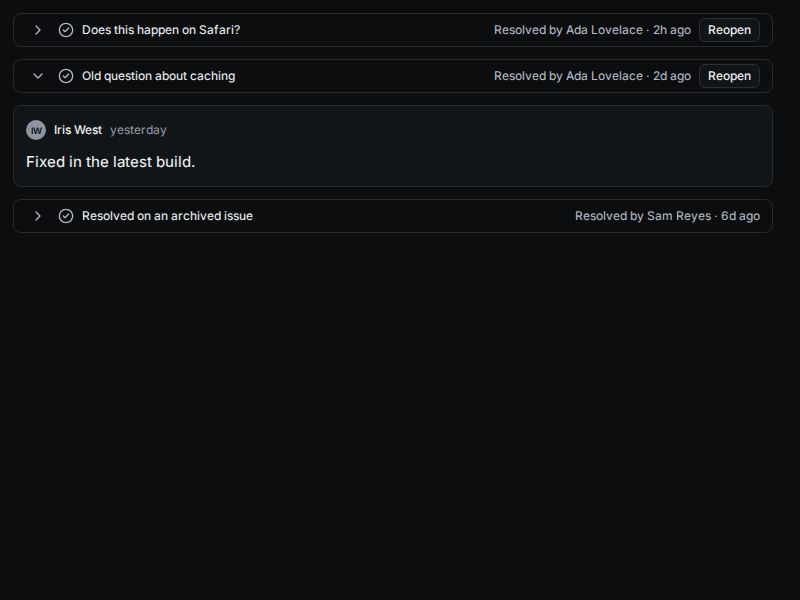 Does this happen on Safari? Resolved by Ada Lovelace · 2h ago Reopen
Old question about caching Resolved by Ada Lovelace · 2d ago Reopen
IW Iris West yesterday
Fixed in the latest build.
Resolved on an archived issue Resolved by Sam Reyes · 6d ago